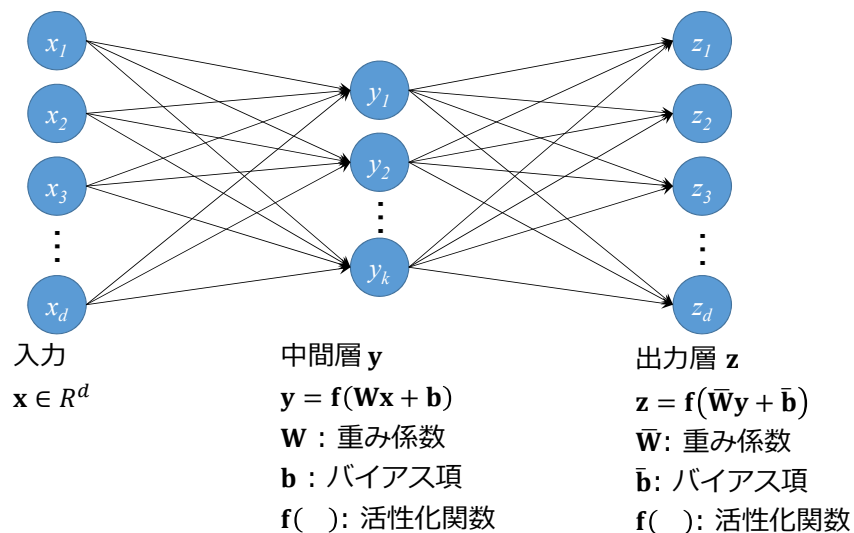 x1
x2
x3
⋮
xd
y1
y2
⋮
yk
z1
z2
z3
⋮
zd
入力
x ∈ R^d
中間層 y
y = f(Wx + b)
W : 重み係数
b : バイアス項
f( ): 活性化関数
出力層 z
z = f(W̄y + b̄)
W̄: 重み係数
b̄: バイアス項
f( ): 活性化関数